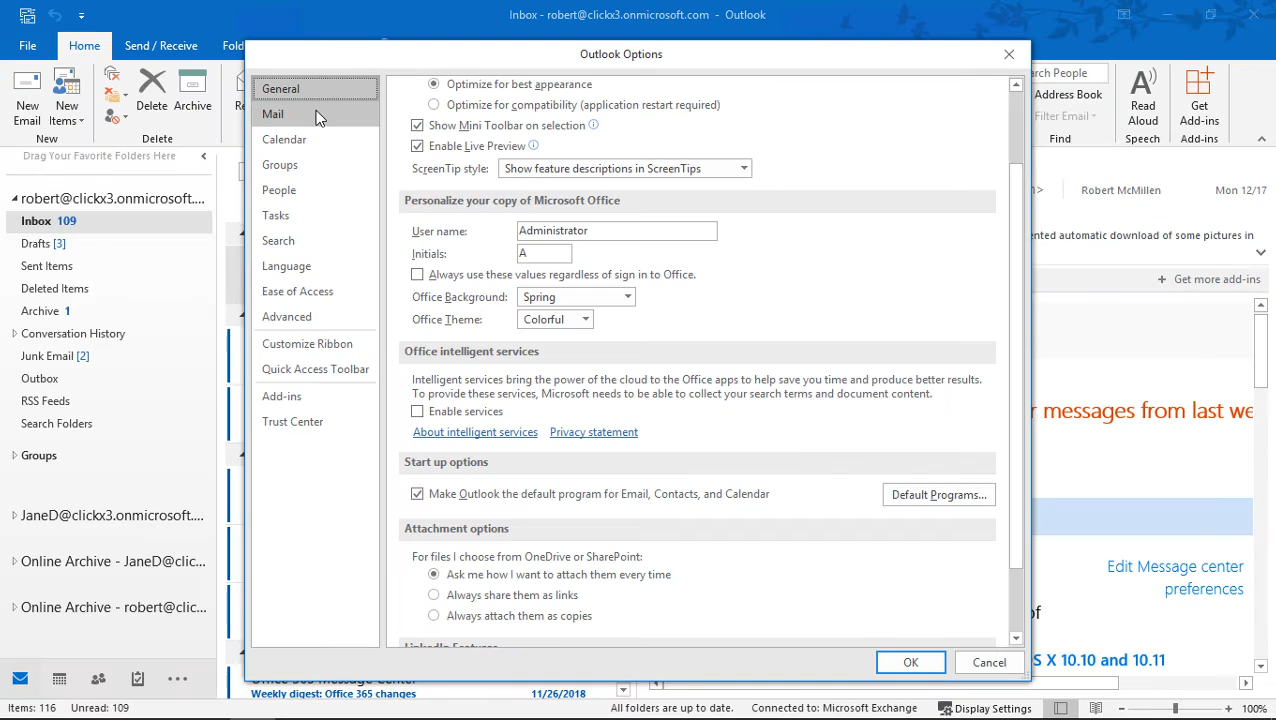 Inbox - robert@clickx3.onmicrosoft.com - Outlook
File
Home
Send / Receive
Fold
New Email
New Items
Delete
Archive
Re
New
Delete
earch People
Address Book
Filter Email
Find
Read Aloud
Speech
Get Add-ins
Add-ins
Drag Your Favorite Folders Here
robert@clickx3.onmicrosoft....
Inbox 109
Drafts [3]
Sent Items
Deleted Items
Archive 1
Conversation History
Junk Email [2]
Outbox
RSS Feeds
Search Folders
Groups
JaneD@clickx3.onmicrosoft....
Online Archive - JaneD@clic...
Online Archive - robert@clic...
Outlook Options
General
Mail
Calendar
Groups
People
Tasks
Search
Language
Ease of Access
Advanced
Customize Ribbon
Quick Access Toolbar
Add-ins
Trust Center
Optimize for best appearance
Optimize for compatibility (application restart required)
Show Mini Toolbar on selection
Enable Live Preview
ScreenTip style: Show feature descriptions in ScreenTips
Personalize your copy of Microsoft Office
User name: Administrator
Initials: A
Always use these values regardless of sign in to Office.
Office Background: Spring
Office Theme: Colorful
Office intelligent services
Intelligent services bring the power of the cloud to the Office apps to help save you time and produce better results.
To provide these services, Microsoft needs to be able to collect your search terms and document content.
Enable services
About intelligent services Privacy statement
Start up options
Make Outlook the default program for Email, Contacts, and Calendar
Default Programs...
Attachment options
For files I choose from OneDrive or SharePoint:
Ask me how I want to attach them every time
Always share them as links
Always attach them as copies
LinkedIn Features
OK
Cancel
Robert McMillen
Mon 12/17
nted automatic download of some pictures in
Get more add-ins
r messages from last we
Edit Message center
preferences
of
S X 10.10 and 10.11
Office 365 Message Center
Weekly digest: Office 365 changes 11/26/2018
Items: 116 Unread: 109
All folders are up to date. Connected to: Microsoft Exchange Display Settings 100%